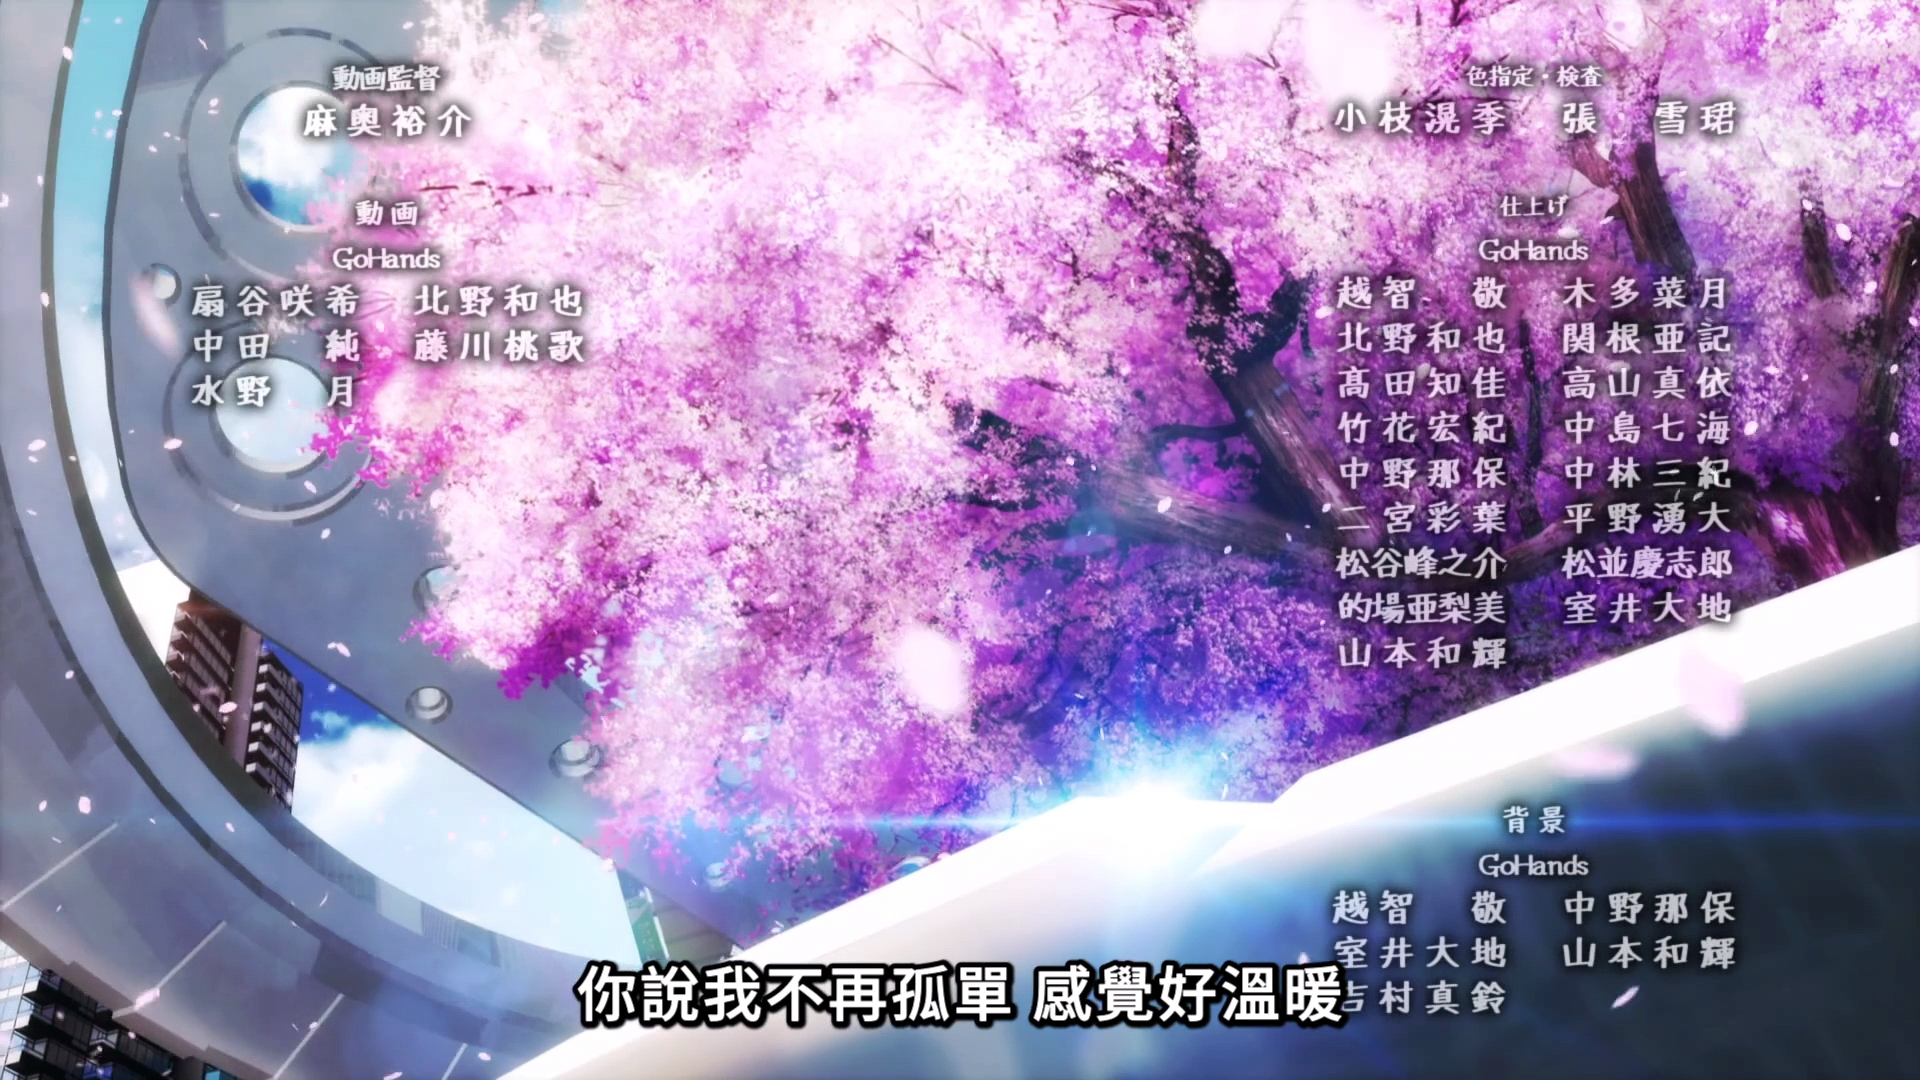 動画監督
麻奥裕介
動画
GoHands
扇谷咲希 北野和也
中田 純 藤川桃歌
水野 月
色指定・検査
小枝滉季 張 雪珺
仕上げ
GoHands
越智 敬 木多菜月
北野和也 関根亜記
髙田知佳 高山真依
竹花宏紀 中島七海
中野那保 中林三紀
二宮彩葉 平野湧大
松谷峰之介 松並慶志郎
的場亜梨美 室井大地
山本和輝
背景
GoHands
越智 敬 中野那保
室井大地 山本和輝
吉村真鈴
你說我不再孤單 感覺好溫暖